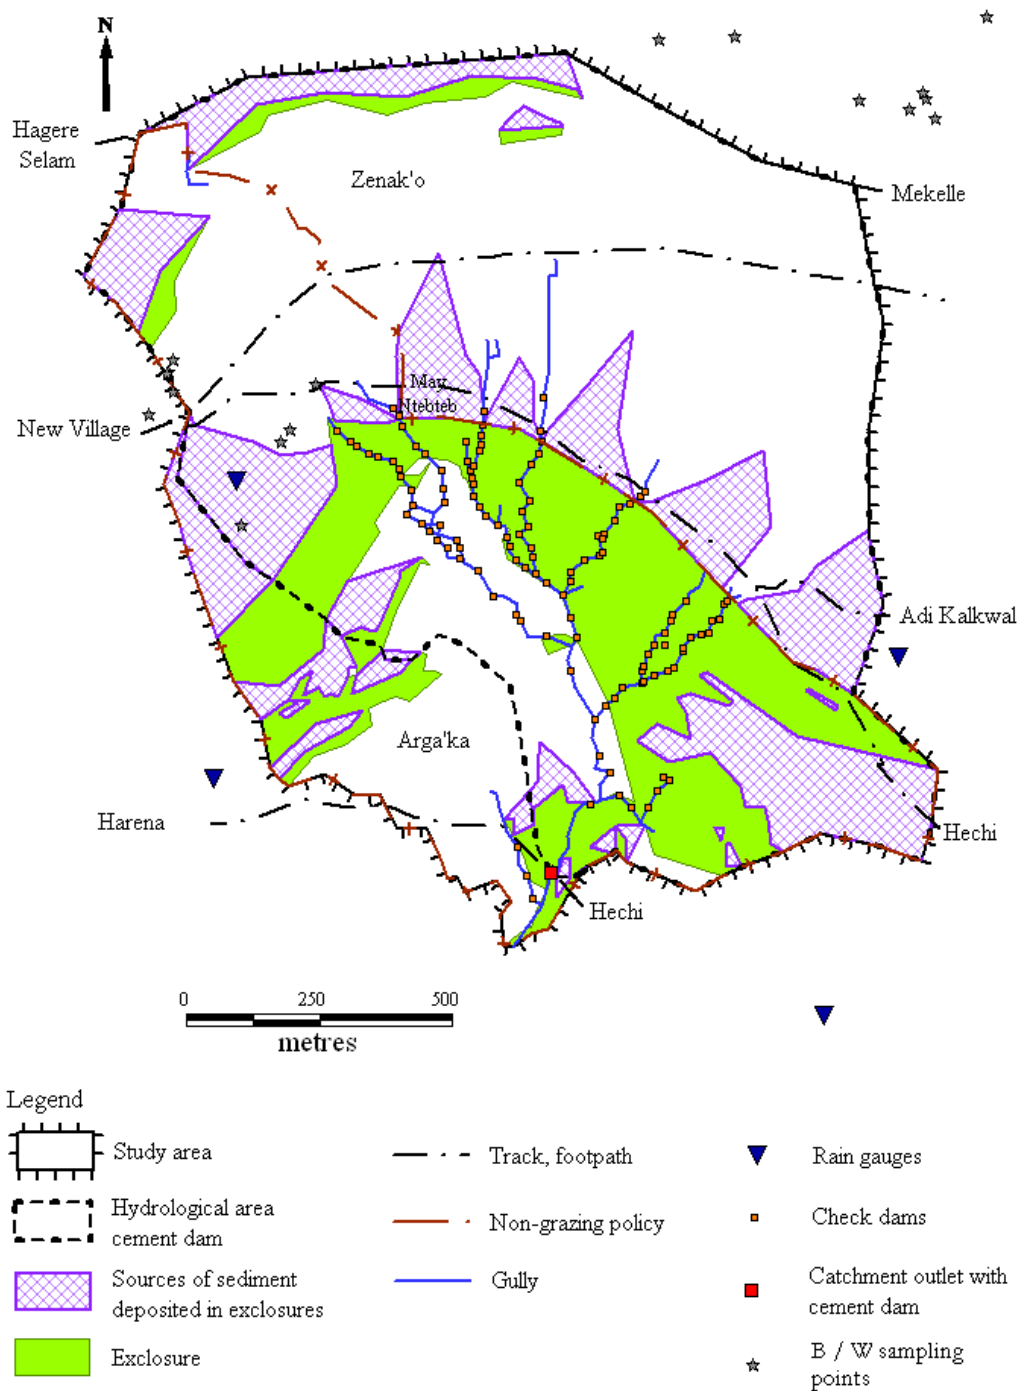 N
Hagere
Selam
Zenak'o
Mekelle
May
Ntebteb
New Village
Adi Kalkwal
Arga'ka
Harena
Hechi
Hechi
0 250 500
metres
Legend
Study area
Track, footpath
Rain gauges
Hydrological area
cement dam
Non-grazing policy
Check dams
Sources of sediment
deposited in exclosures
Gully
Catchment outlet with
cement dam
Exclosure
B / W sampling
points